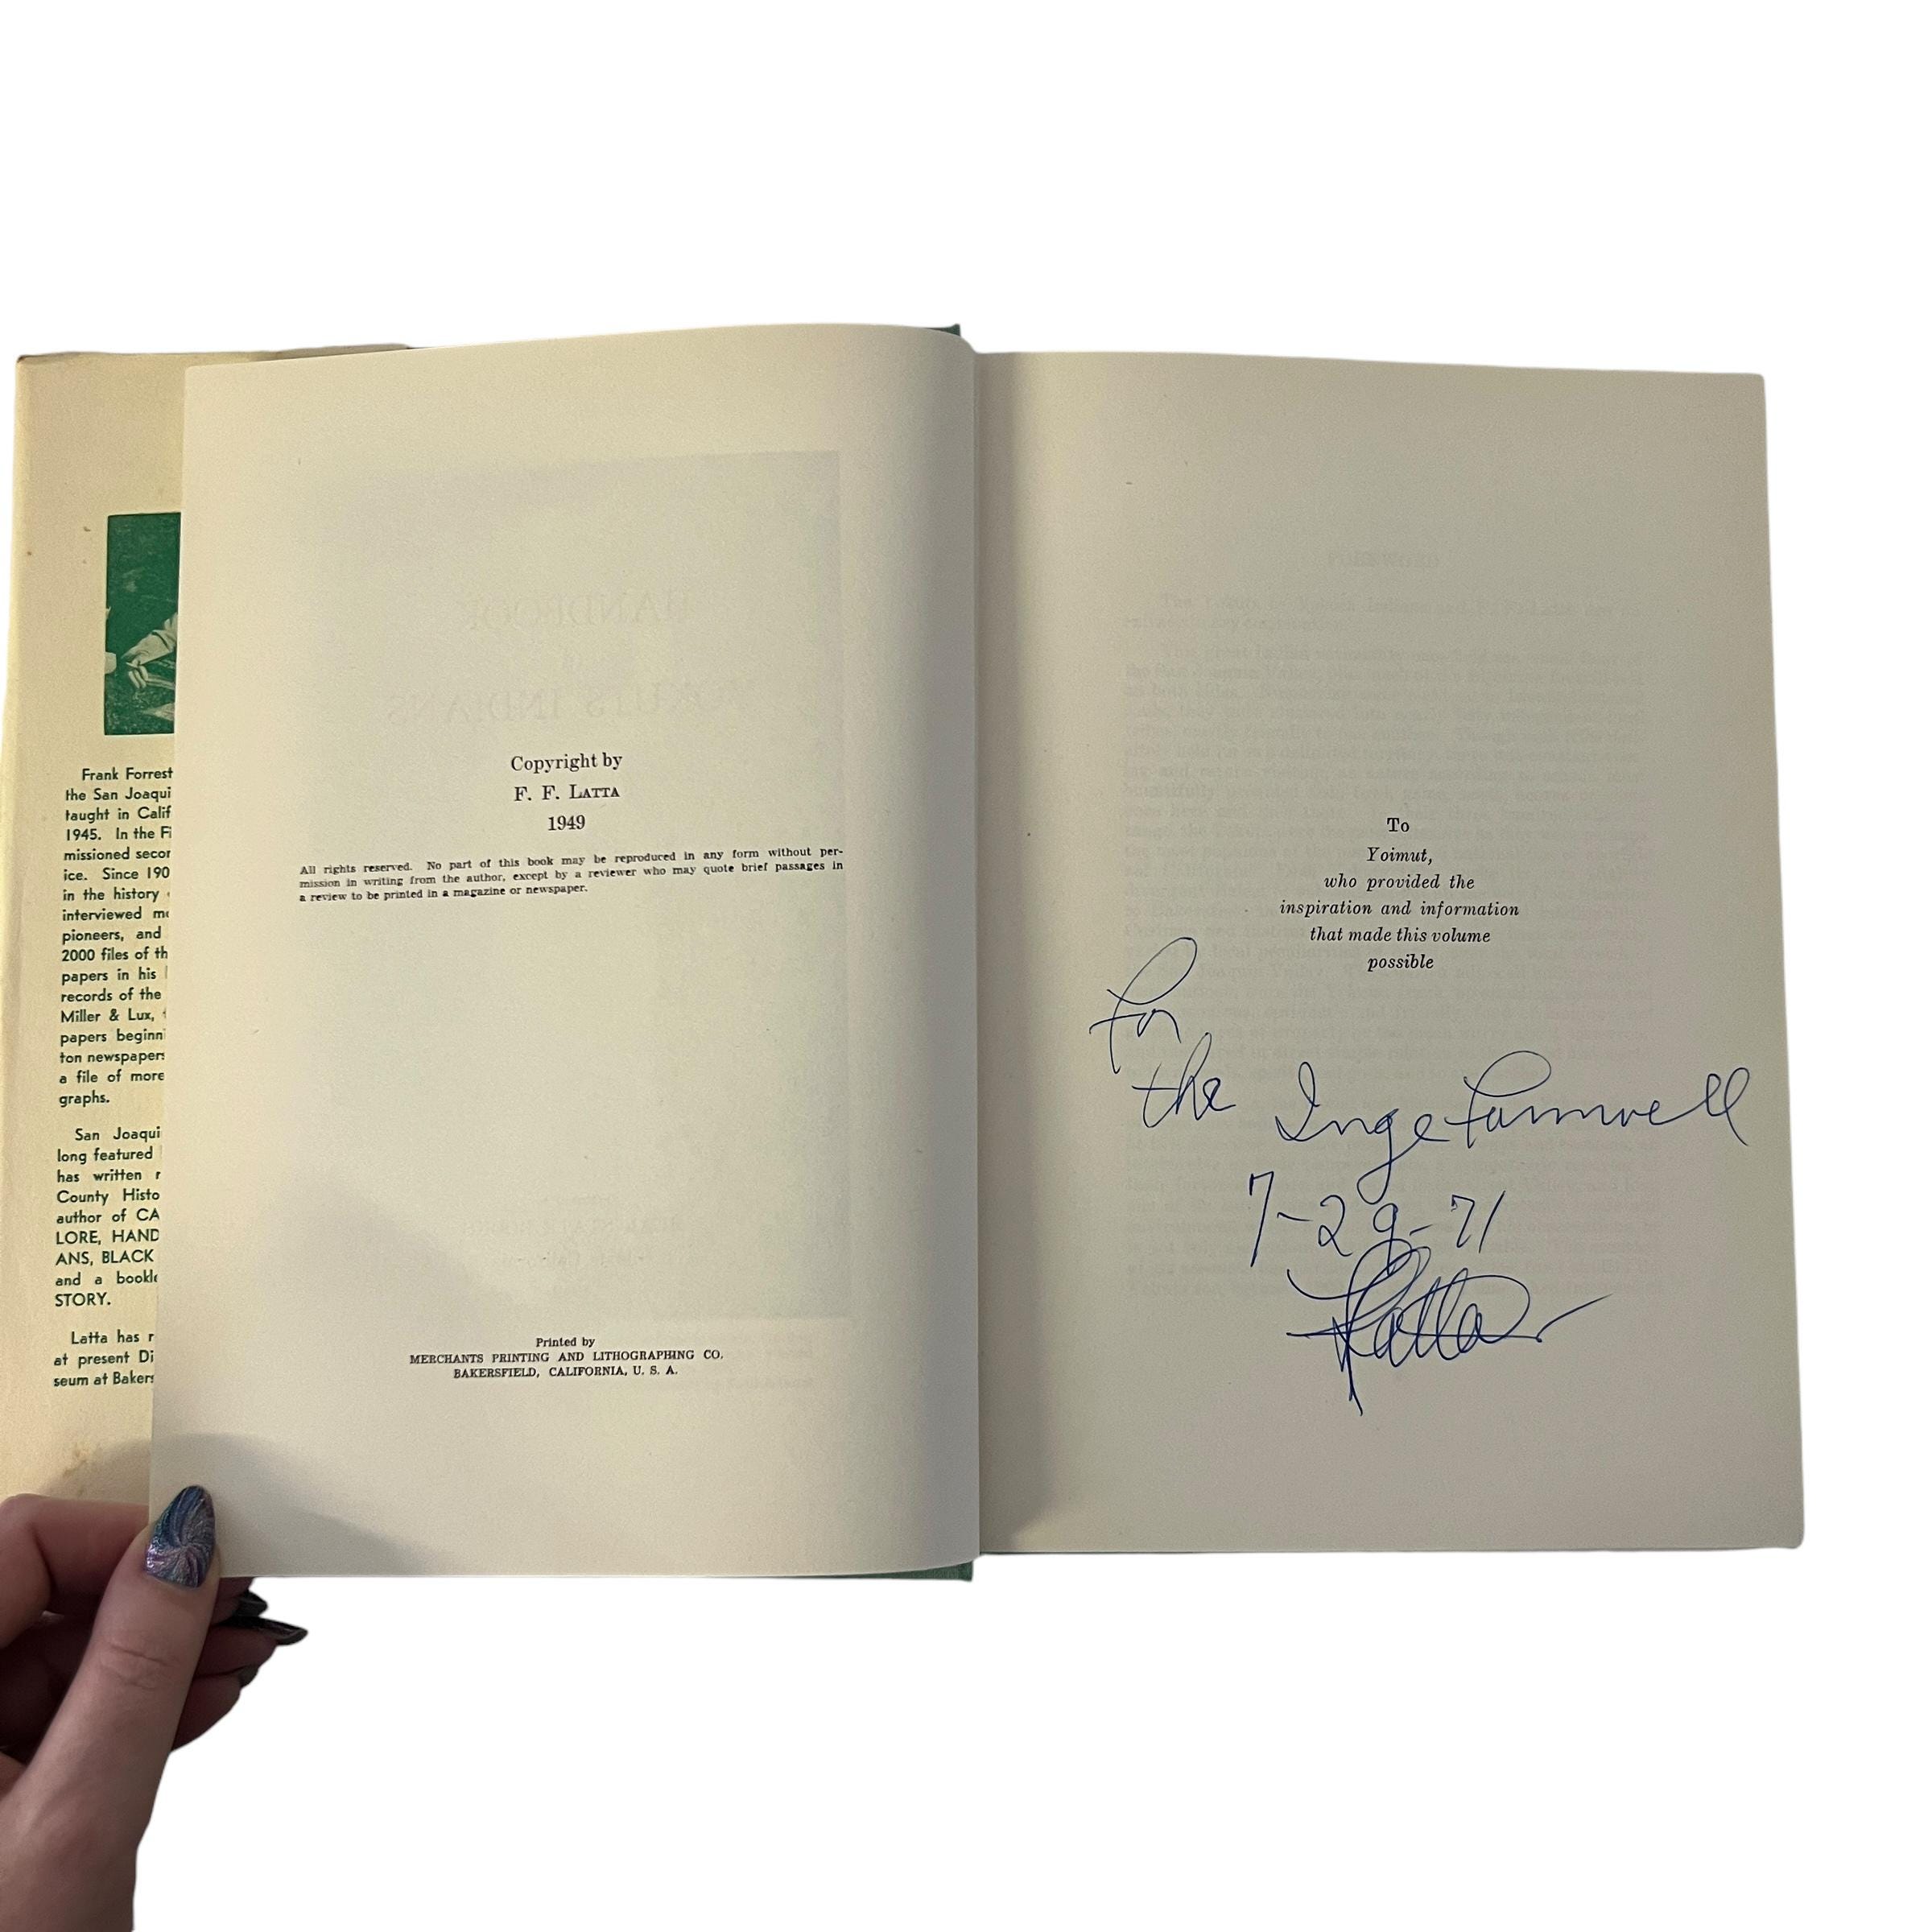 Frank Forrest
the San Joaqui
taught in Calif
1945. In the Fi
missioned secor
ice. Since 190
in the history
interviewed mo
pioneers, and
2000 files of th
papers in his
records of the
Miller & Lux,
papers beginni
ton newspapers
a file of more
graphs.
San Joaqui
long featured
has written r
County Histo
author of CA
LORE, HAND
ANS, BLACK
and a bookle
STORY.
Latta has r
at present Di
seum at Bakers
Copyright by
F. F. LATTA
1949
All rights reserved. No part of this book may be reproduced in any form without per-
mission in writing from the author, except by a reviewer who may quote brief passages in
a review to be printed in a magazine or newspaper.
Printed by
MERCHANTS PRINTING AND LITHOGRAPHING CO.
BAKERSFIELD, CALIFORNIA, U. S. A.
To
Yoimut,
who provided the
inspiration and information
that made this volume
possible
For
the Inge
7-29-71
Latta